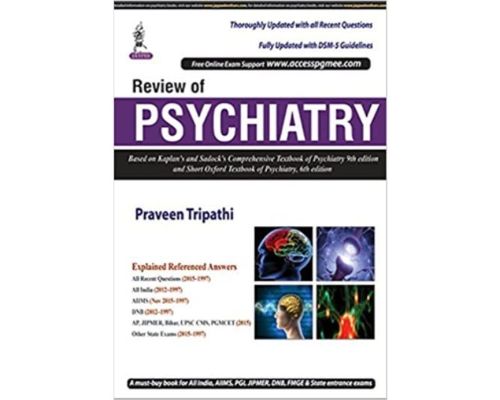 Thoroughly Updated with all Recent Questions
Fully Updated with DSM-5 Guidelines
Free Online Exam Support www.accesspgmee.com
Review of
PSYCHIATRY
Based on Kaplan's and Sadock's Comprehensive Textbook of Psychiatry 9th edition
and Short Oxford Textbook of Psychiatry, 6th edition
Praveen Tripathi
Explained Referenced Answers
All Recent Questions (2015-1997)
All India (2012-1997)
AIIMS (Nov 2015-1997)
DNB (2012-1997)
AP, JIPMER, Bihar, UPSC CMS, PGMCET (2015)
Other State Exams (2015-1997)
A must-buy book for All India, AIIMS, PGI, JIPMER, DNB, FMGE & State entrance exams